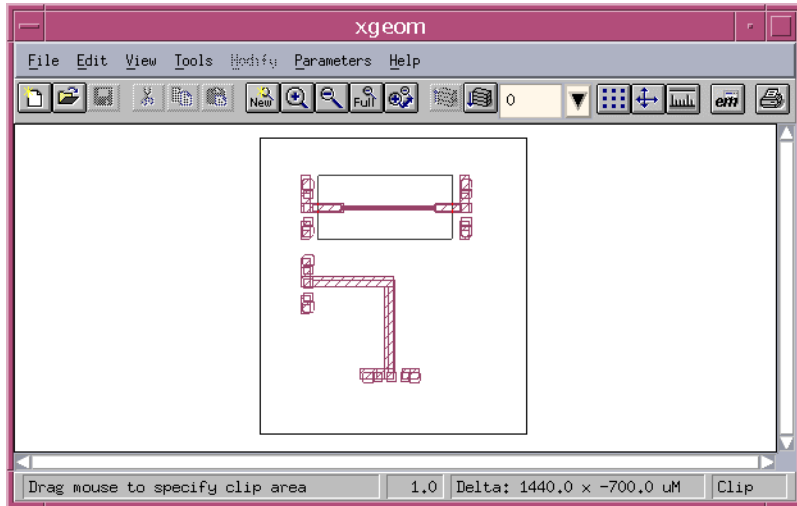 xgeom
File Edit View Tools Modify Parameters Help
New Full 0 em
Drag mouse to specify clip area 1.0 Delta: 1440.0 x -700.0 uM Clip